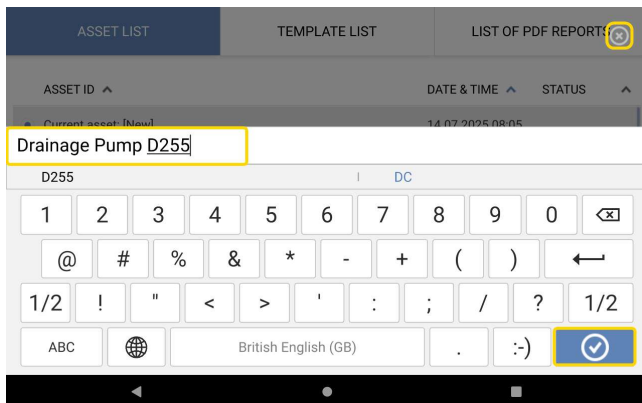 ASSET LIST TEMPLATE LIST LIST OF PDF REPORTS
ASSET ID DATE & TIME STATUS
Current asset: [New] 14.07.2025 08:05
Drainage Pump D255
D255 DC
1 2 3 4 5 6 7 8 9 0
@ # % & * - + ( )
1/2 ! " < > ' : ; / ? 1/2
ABC British English (GB) . :-)